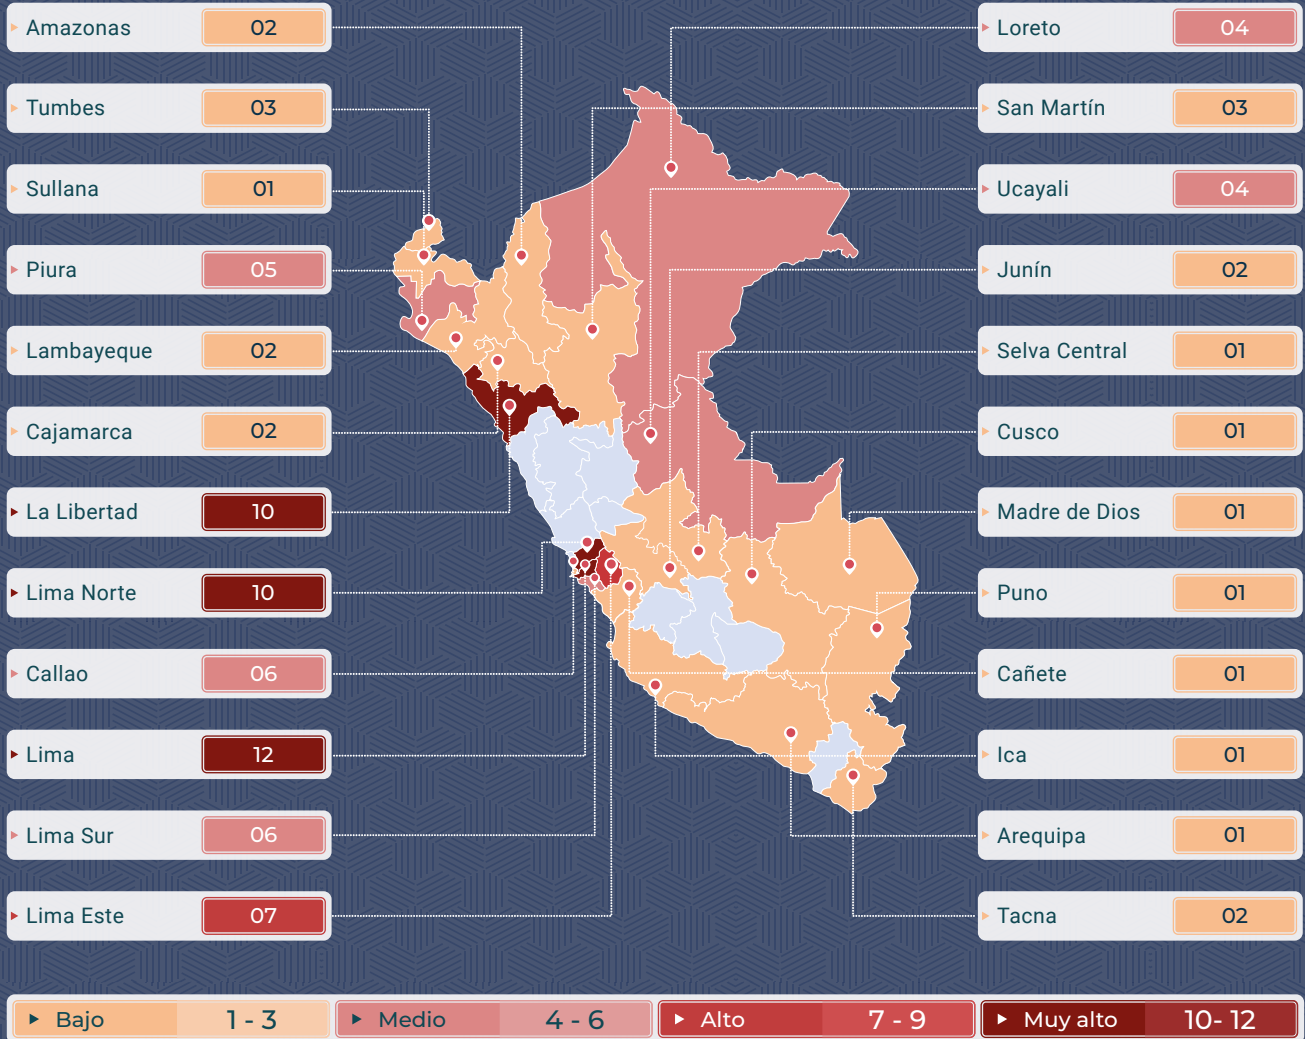 Amazonas 02
Tumbes 03
Sullana 01
Piura 05
Lambayeque 02
Cajamarca 02
La Libertad 10
Lima Norte 10
Callao 06
Lima 12
Lima Sur 06
Lima Este 07
Loreto 04
San Martín 03
Ucayali 04
Junín 02
Selva Central 01
Cusco 01
Madre de Dios 01
Puno 01
Cañete 01
Ica 01
Arequipa 01
Tacna 02
Bajo 1 - 3 Medio 4 - 6 Alto 7 - 9 Muy alto 10- 12